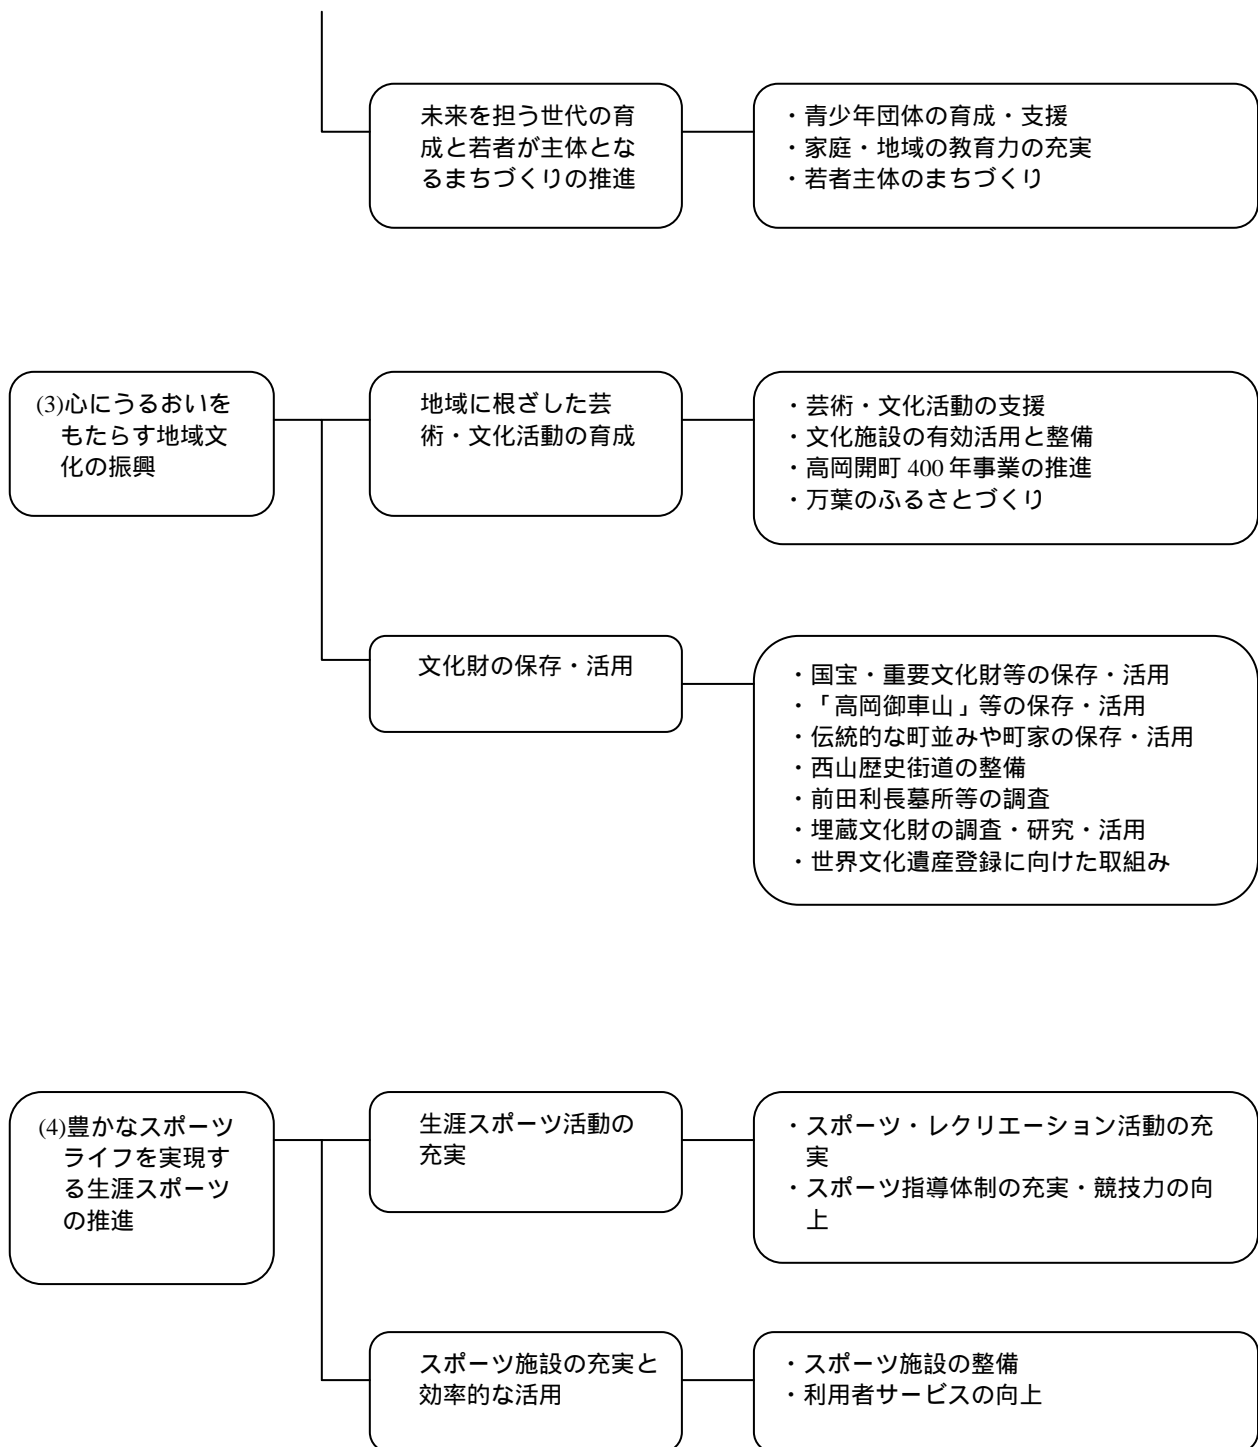 未来を担う世代の育
成と若者が主体とな
るまちづくりの推進
・青少年団体の育成・支援
・家庭・地域の教育力の充実
・若者主体のまちづくり
(3)心にうるおいを
もたらす地域文
化の振興
地域に根ざした芸
術・文化活動の育成
・芸術・文化活動の支援
・文化施設の有効活用と整備
・高岡開町 400 年事業の推進
・万葉のふるさとづくり
文化財の保存・活用
・国宝・重要文化財等の保存・活用
・「高岡御車山」等の保存・活用
・伝統的な町並みや町家の保存・活用
・西山歴史街道の整備
・前田利長墓所等の調査
・埋蔵文化財の調査・研究・活用
・世界文化遺産登録に向けた取組み
(4)豊かなスポーツ
ライフを実現す
る生涯スポーツ
の推進
生涯スポーツ活動の
充実
・スポーツ・レクリエーション活動の充
実
・スポーツ指導体制の充実・競技力の向
上
スポーツ施設の充実と
効率的な活用
・スポーツ施設の整備
・利用者サービスの向上